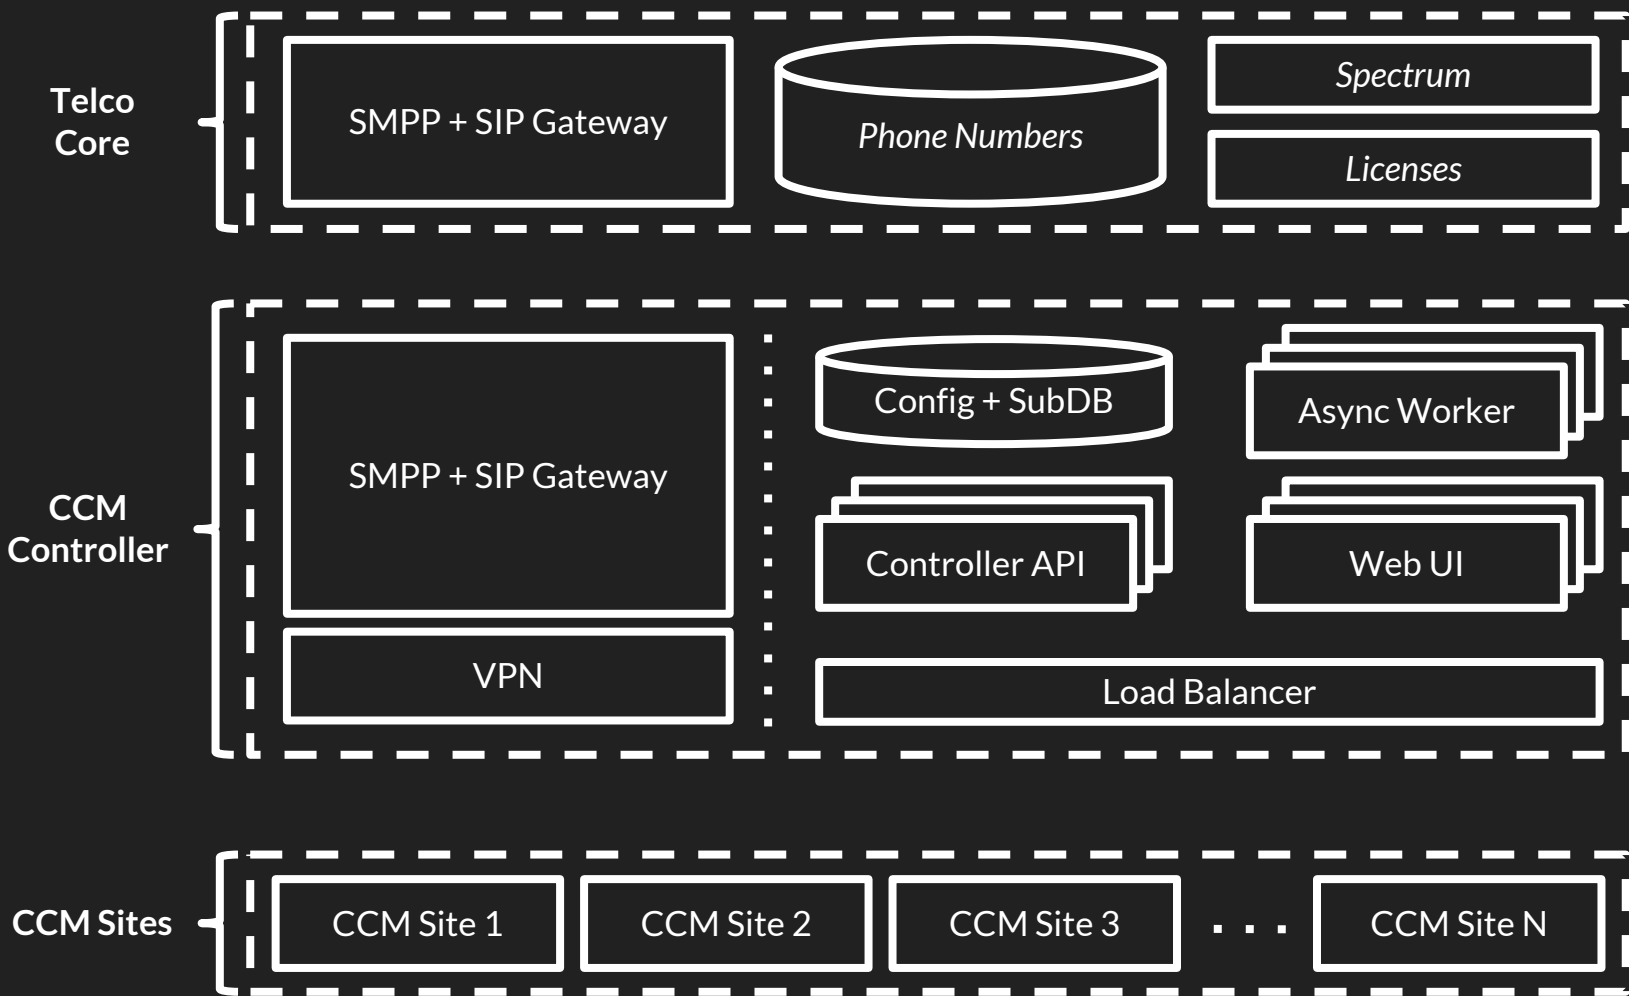 Telco
Core
SMPP + SIP Gateway
Phone Numbers
Spectrum
Licenses
CCM
Controller
SMPP + SIP Gateway
VPN
Config + SubDB
Async Worker
Controller API
Web UI
Load Balancer
CCM Sites
CCM Site 1
CCM Site 2
CCM Site 3
. . .
CCM Site N